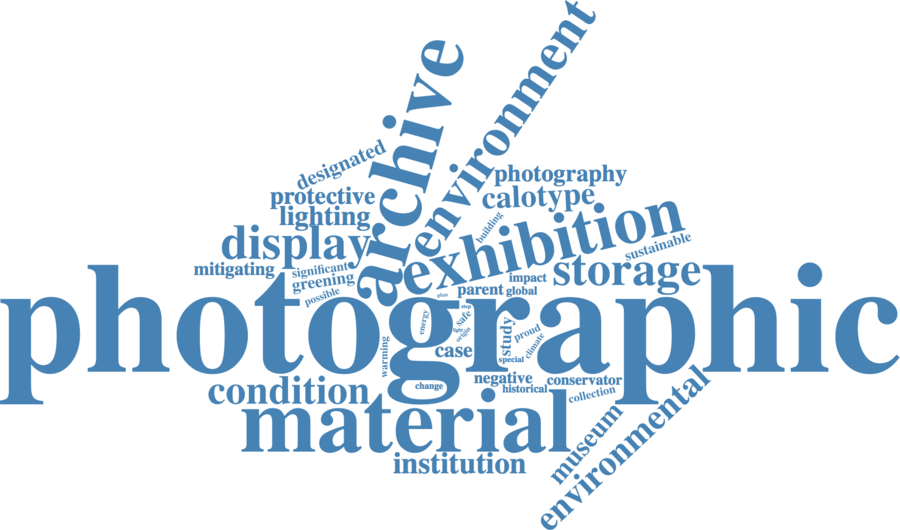 environment
archive
designated
photography
protective
calotype
lighting
building
exhibition
display
sustainable
mitigating
significant
storage
greening
impact
possible
parent
global
plan
photographic
step
energy
safe
light
origin
study
proud
climate
warming
case
special
change
negative
conservator
historical
condition
collection
environmental
material
museum
institution